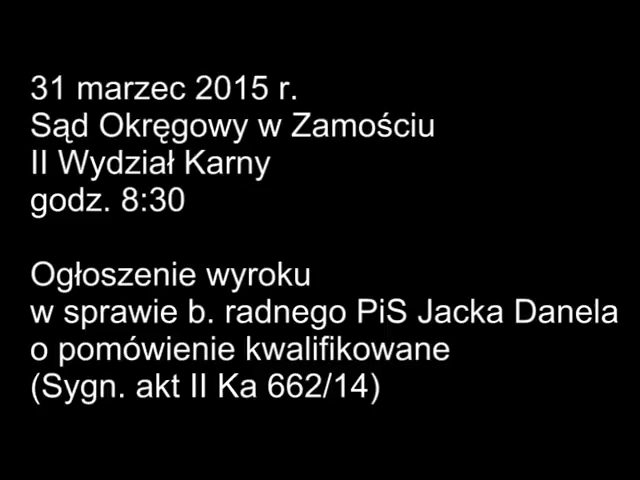 31 marzec 2015 r.
Sąd Okręgowy w Zamościu
II Wydział Karny
godz. 8:30
Ogłoszenie wyroku
w sprawie b. radnego PiS Jacka Danela
o pomówienie kwalifikowane
(Sygn. akt II Ka 662/14)